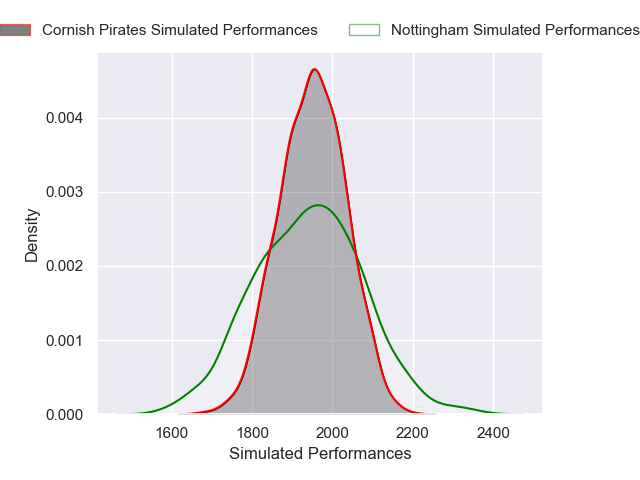 Cornish Pirates Simulated Performances
Nottingham Simulated Performances
0.004
0.003
0.002
0.001
0.000
Density
1600 1800 2000 2200 2400
Simulated Performances